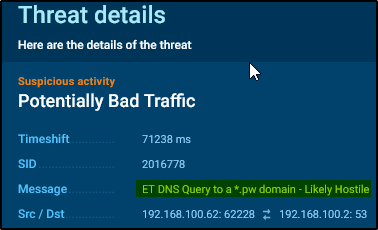 Threat details
Here are the details of the threat
Suspicious activity
Potentially Bad Traffic
Timeshift 71238 ms
SID 2016778
Message ET DNS Query to a *.pw domain - Likely Hostile
Src / Dst 192.168.100.62: 62228 ⇄ 192.168.100.2: 53